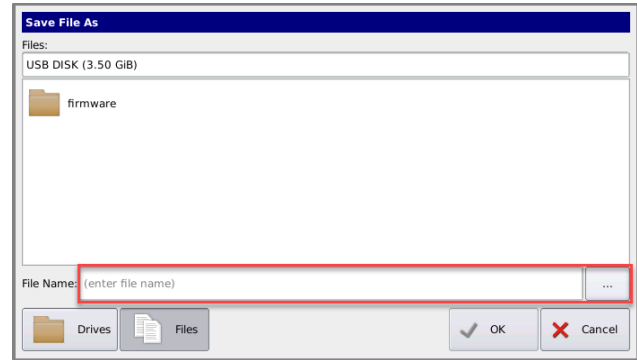 Save File As
Files:
USB DISK (3.50 GiB)
firmware
File Name: (enter file name) ...
Drives Files OK Cancel